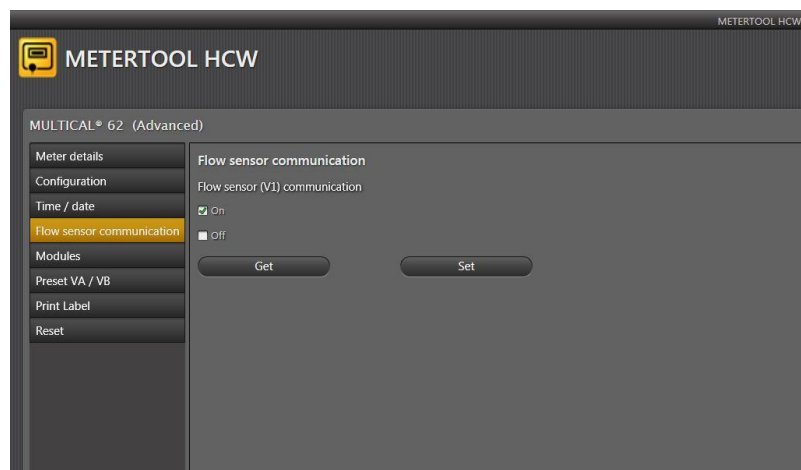 METERTOOL HCW
METERTOOL HCW
MULTICAL® 62 (Advanced)
Meter details
Configuration
Time / date
Flow sensor communication
Modules
Preset VA / VB
Print Label
Reset
Flow sensor communication
Flow sensor (V1) communication
On
Off
Get Set